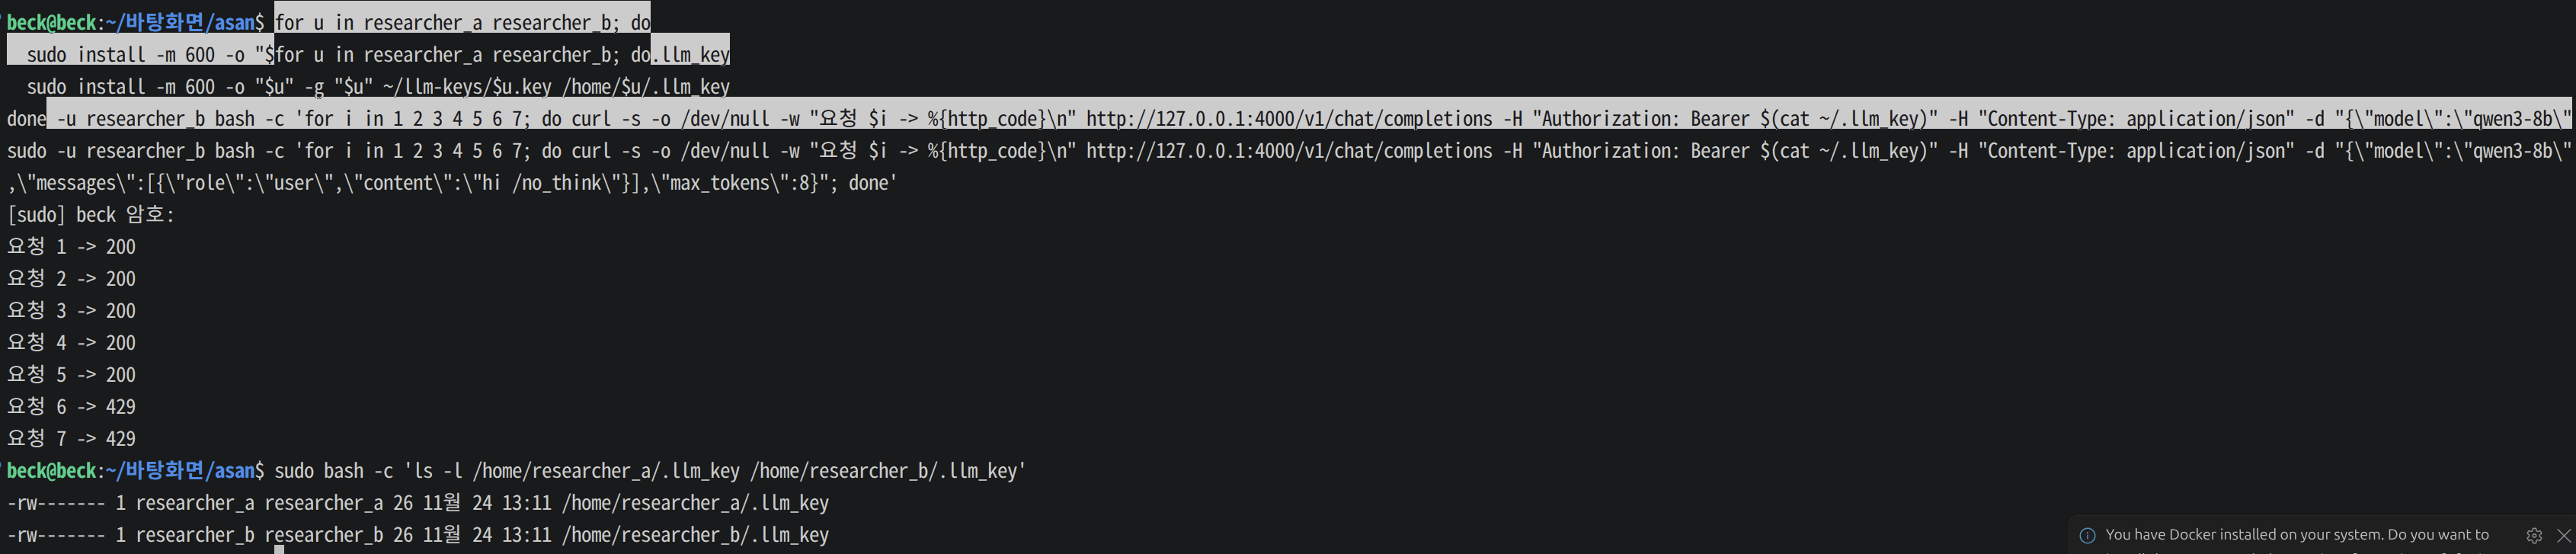 beck@beck:~/바탕화면/asan$ for u in researcher_a researcher_b; do
  sudo install -m 600 -o "$for u in researcher_a researcher_b; do.llm_key
  sudo install -m 600 -o "$u" -g "$u" ~/llm-keys/$u.key /home/$u/.llm_key
done -u researcher_b bash -c 'for i in 1 2 3 4 5 6 7; do curl -s -o /dev/null -w "요청 $i -> %{http_code}\n" http://127.0.0.1:4000/v1/chat/completions -H "Authorization: Bearer $(cat ~/.llm_key)" -H "Content-Type: application/json" -d "{\"model\":\"qwen3-8b\"
sudo -u researcher_b bash -c 'for i in 1 2 3 4 5 6 7; do curl -s -o /dev/null -w "요청 $i -> %{http_code}\n" http://127.0.0.1:4000/v1/chat/completions -H "Authorization: Bearer $(cat ~/.llm_key)" -H "Content-Type: application/json" -d "{\"model\":\"qwen3-8b\"
,\"messages\":[{\"role\":\"user\",\"content\":\"hi /no_think\"}],\"max_tokens\":8}"; done'
[sudo] beck 암호:
요청 1 -> 200
요청 2 -> 200
요청 3 -> 200
요청 4 -> 200
요청 5 -> 200
요청 6 -> 429
요청 7 -> 429
beck@beck:~/바탕화면/asan$ sudo bash -c 'ls -l /home/researcher_a/.llm_key /home/researcher_b/.llm_key'
-rw------- 1 researcher_a researcher_a 26 11월 24 13:11 /home/researcher_a/.llm_key
-rw------- 1 researcher_b researcher_b 26 11월 24 13:11 /home/researcher_b/.llm_key
You have Docker installed on your system. Do you want to